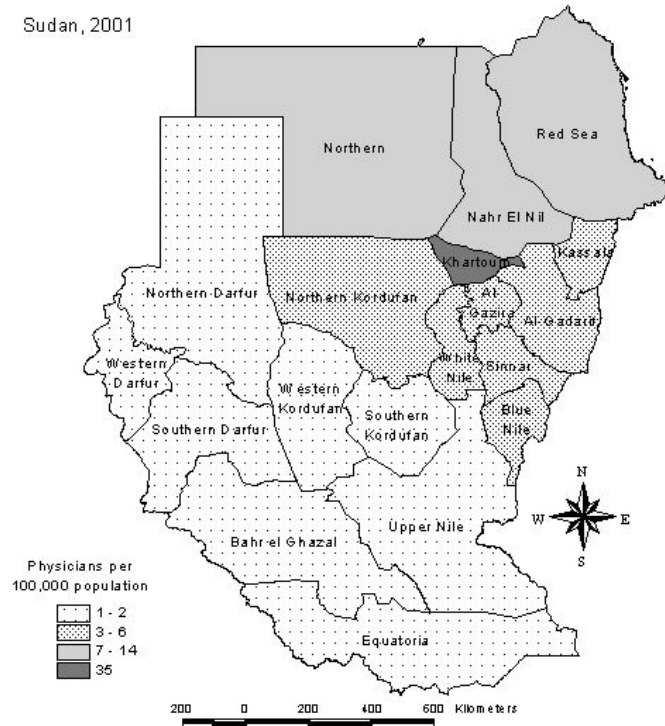 Sudan, 2001
Northern
Red Sea
Nahr El Nil
Khartoum
Kassala
Northern Darfur
Northern Kordufan
Al-
Gazira
Al-Gadarif
Western
Darfur
White
Nile
Sinnar
Western
Kordufan
Southern Darfur
Southern
Kordufan
Blue
Nile
Bahr el Ghazal
Upper Nile
Equatoria
N
W
E
S
Physicians per
100,000 population
1 - 2
3 - 6
7 - 14
35
200 0 200 400 600 Kilometers